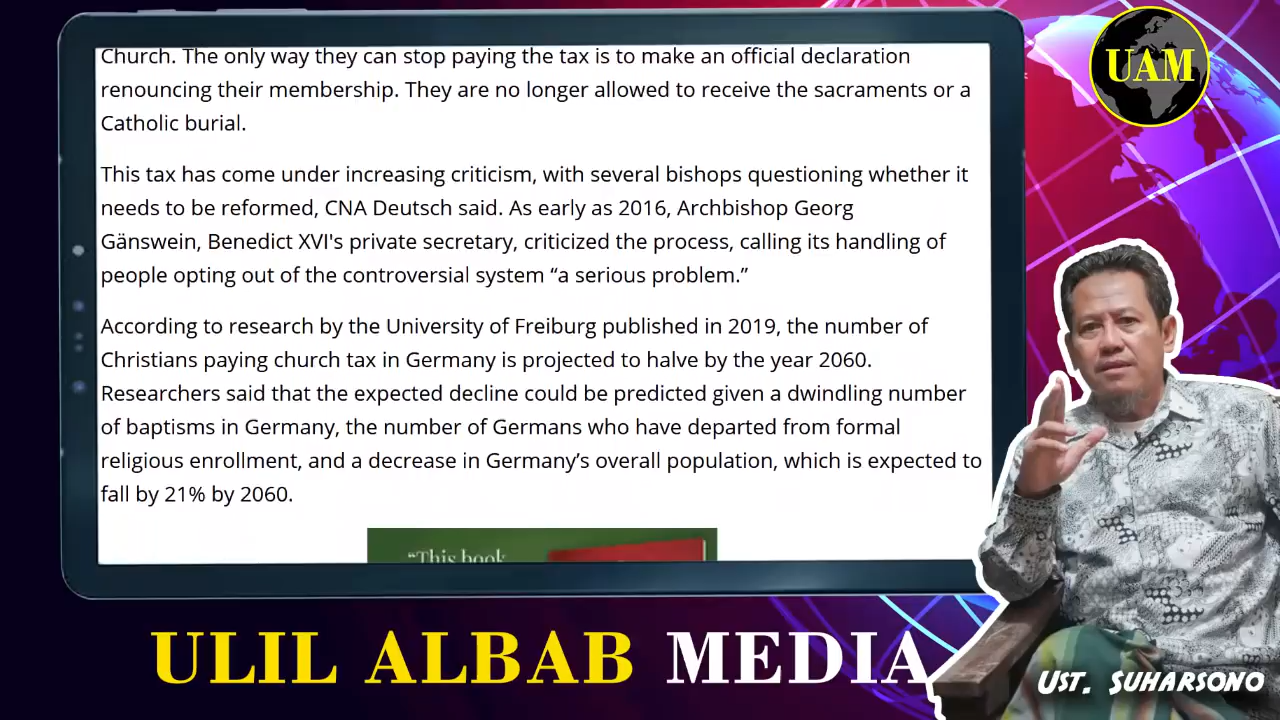 Church. The only way they can stop paying the tax is to make an official declaration
renouncing their membership. They are no longer allowed to receive the sacraments or a
Catholic burial.
This tax has come under increasing criticism, with several bishops questioning whether it
needs to be reformed, CNA Deutsch said. As early as 2016, Archbishop Georg
Gänswein, Benedict XVI's private secretary, criticized the process, calling its handling of
people opting out of the controversial system “a serious problem.”
According to research by the University of Freiburg published in 2019, the number of
Christians paying church tax in Germany is projected to halve by the year 2060.
Researchers said that the expected decline could be predicted given a dwindling number
of baptisms in Germany, the number of Germans who have departed from formal
religious enrollment, and a decrease in Germany’s overall population, which is expected to
fall by 21% by 2060.
“This book
UAM
ULIL ALBAB MEDIA
UST. SUHARSONO